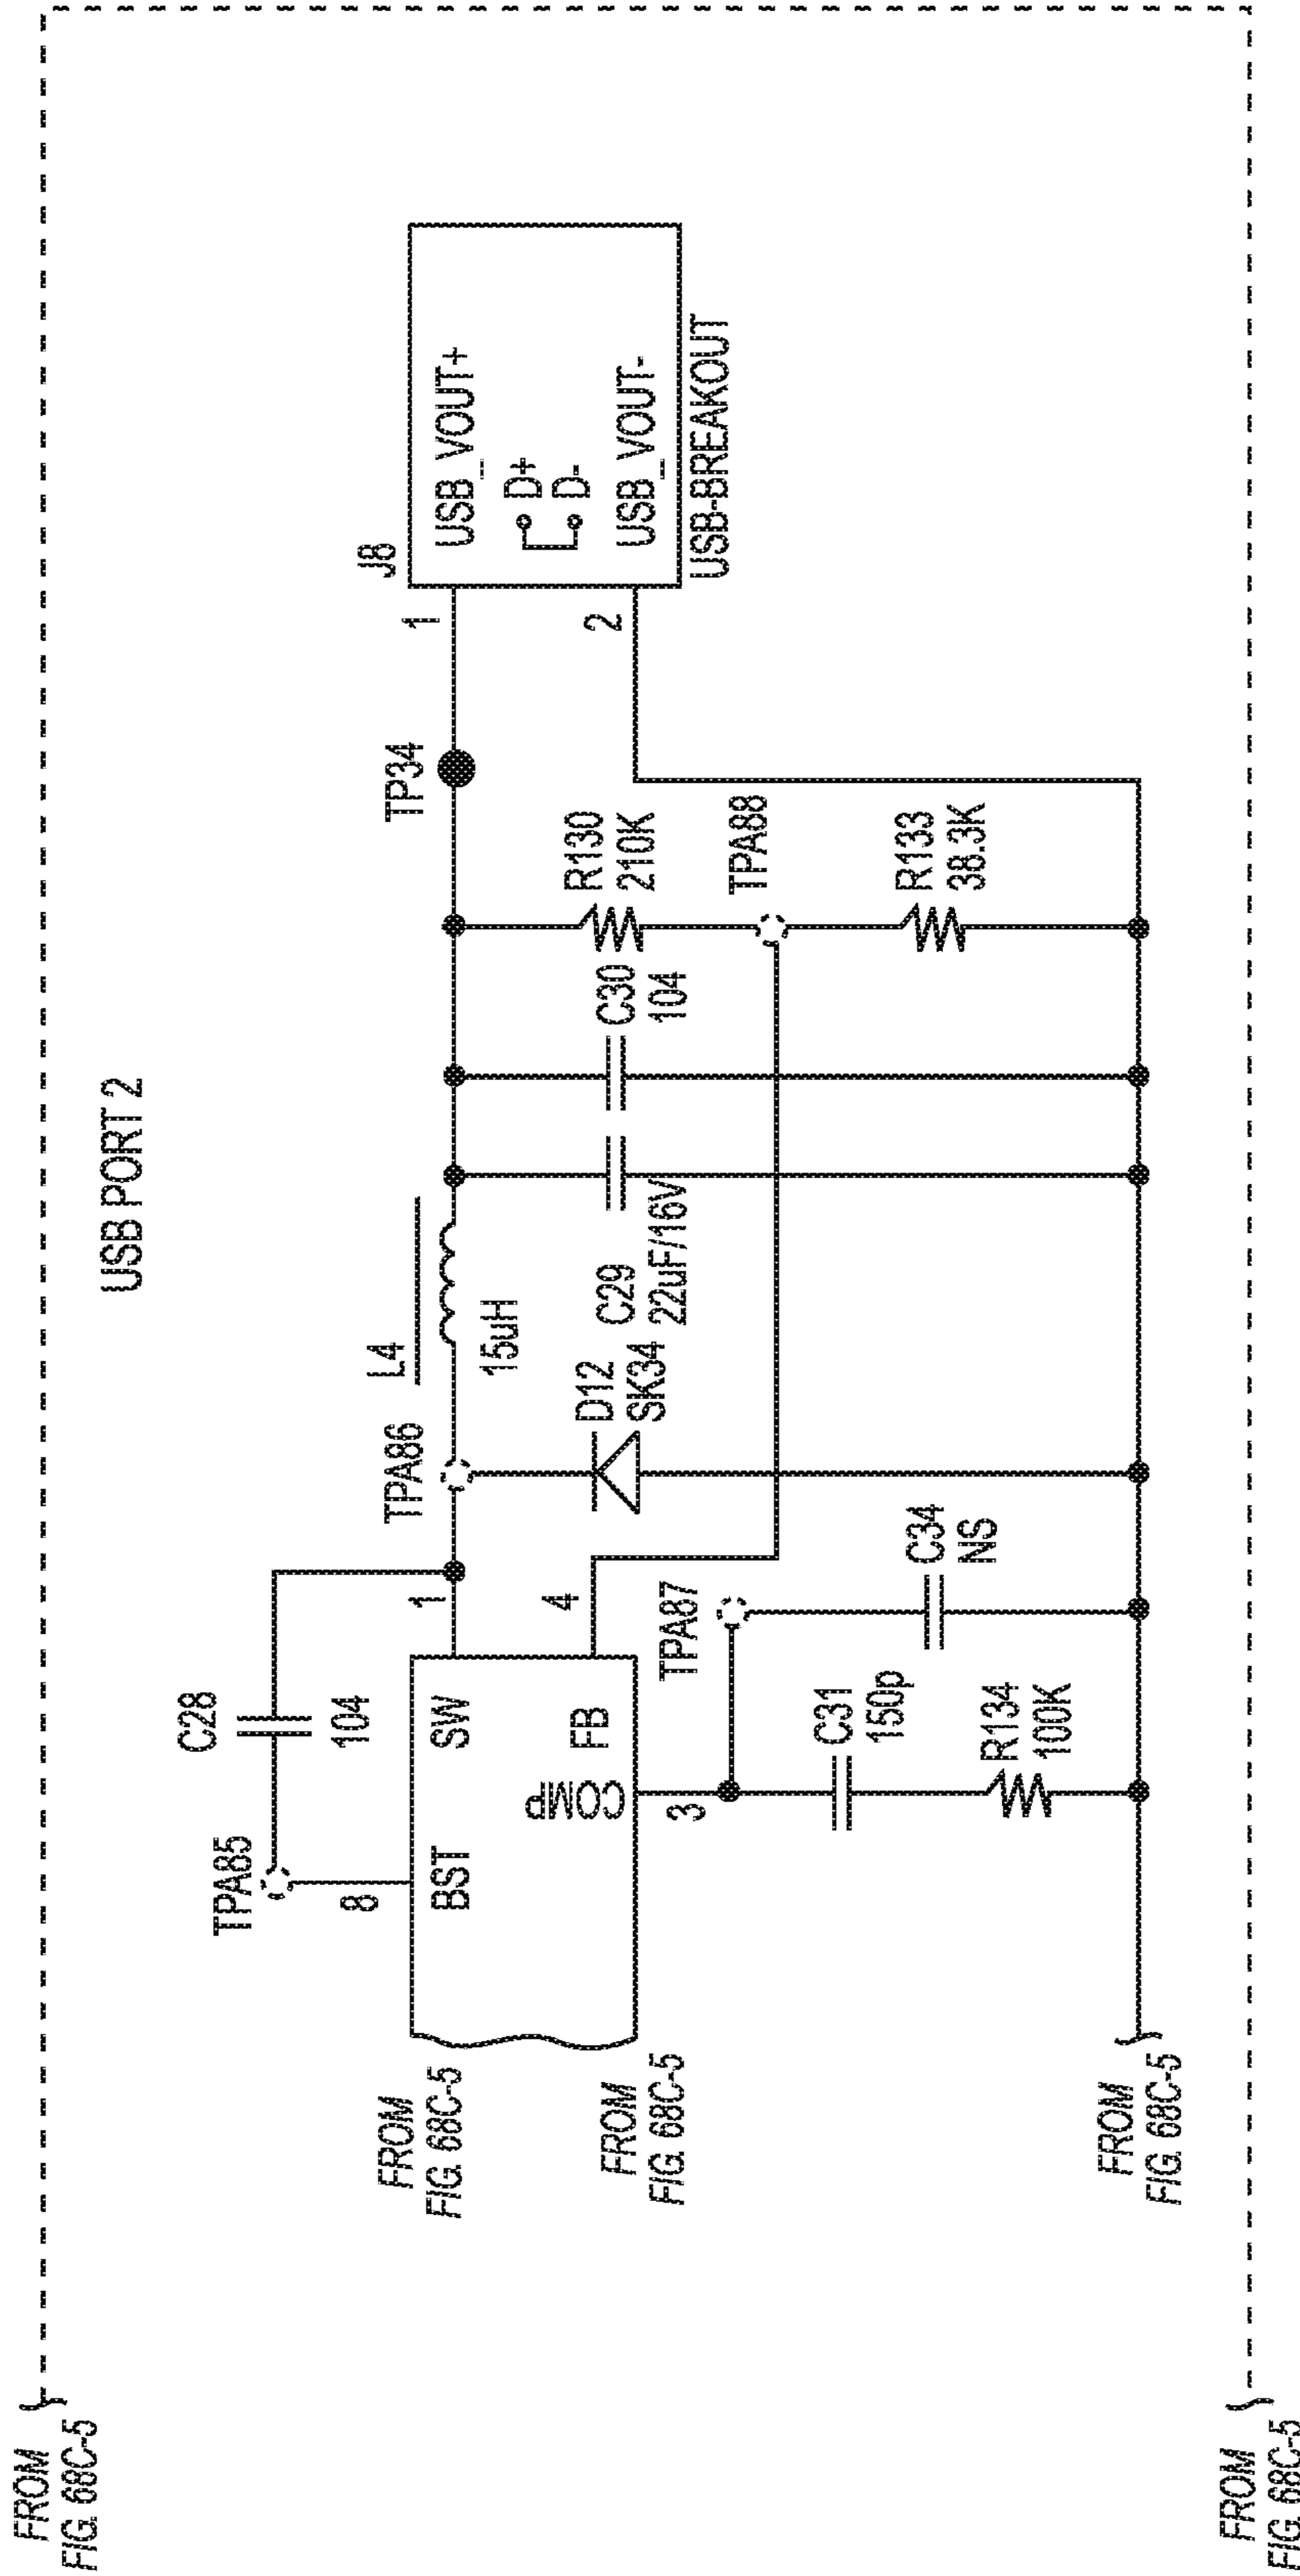 FROM
FIG. 68C-5
USB PORT 2
TPA85
C28
104
8
BST
SW
1
COMP
FB
4
3
TPA86
L4
15uH
D12
SK34
C29
22uF/16V
C30
104
TP34
R130
210K
TPA88
R133
38.3K
TPA87
C34
NS
C31
150p
R134
100K
J8
1
2
USB_VOUT+
D+
D-
USB_VOUT-
USB-BREAKOUT
FROM
FIG. 68C-5
FROM
FIG. 68C-5
FROM
FIG. 68C-5
FROM
FIG. 68C-5